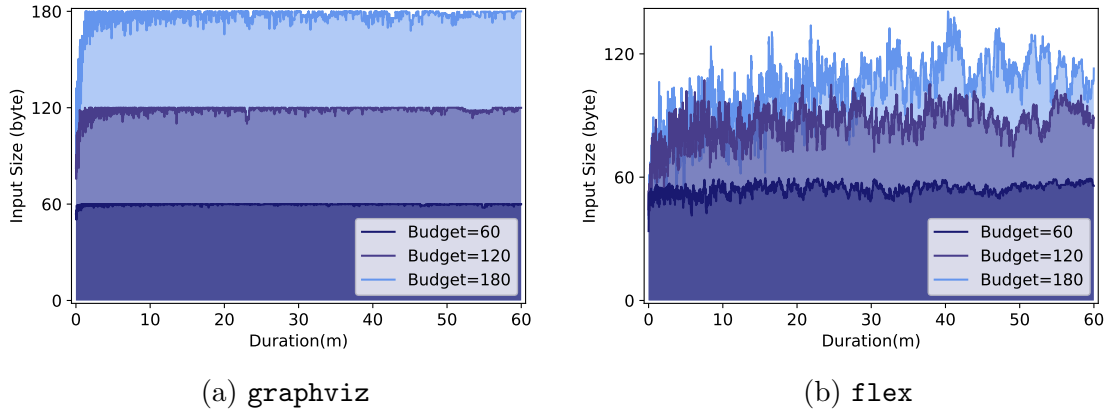 180
120
60
0
Input Size (byte)
Budget=60
Budget=120
Budget=180
0 10 20 30 40 50 60
Duration(m)
(a) graphviz
120
60
0
Input Size (byte)
Budget=60
Budget=120
Budget=180
0 10 20 30 40 50 60
Duration(m)
(b) flex